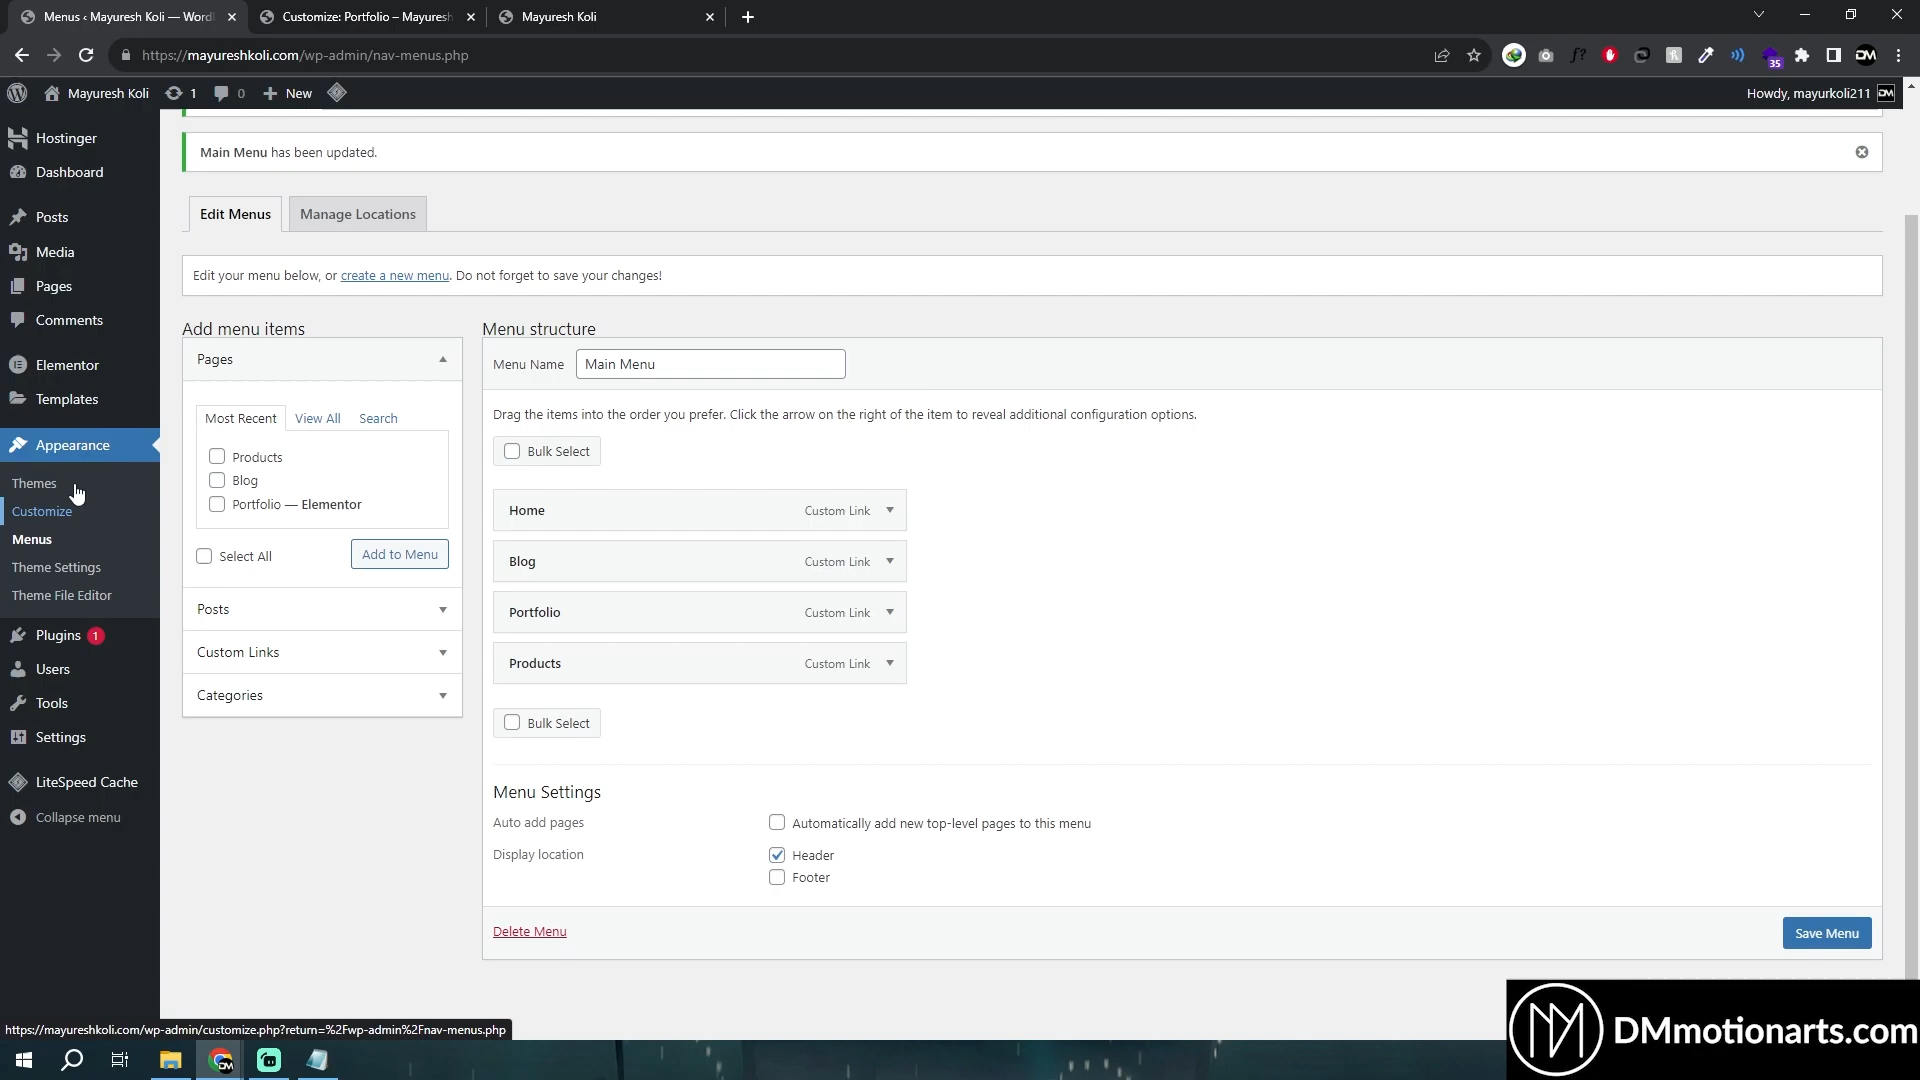 Menus ‹ Mayuresh Koli — Word
Customize: Portfolio – Mayuresh
Mayuresh Koli
https://mayureshkoli.com/wp-admin/nav-menus.php
35
DM
Mayuresh Koli
1
0
New
Howdy, mayurkoli211
Hostinger
Dashboard
Posts
Media
Pages
Comments
Elementor
Templates
Appearance
Themes
Customize
Menus
Theme Settings
Theme File Editor
Plugins 1
Users
Tools
Settings
LiteSpeed Cache
Collapse menu
Main Menu has been updated.
Edit Menus
Manage Locations
Edit your menu below, or create a new menu. Do not forget to save your changes!
Add menu items
Pages
Most Recent
View All
Search
Products
Blog
Portfolio — Elementor
Select All
Add to Menu
Posts
Custom Links
Categories
Menu structure
Menu Name
Main Menu
Drag the items into the order you prefer. Click the arrow on the right of the item to reveal additional configuration options.
Bulk Select
Home
Custom Link
Blog
Custom Link
Portfolio
Custom Link
Products
Custom Link
Bulk Select
Menu Settings
Auto add pages
Automatically add new top-level pages to this menu
Display location
Header
Footer
Delete Menu
Save Menu
https://mayureshkoli.com/wp-admin/customize.php?return=%2Fwp-admin%2Fnav-menus.php
DMmotionarts.com